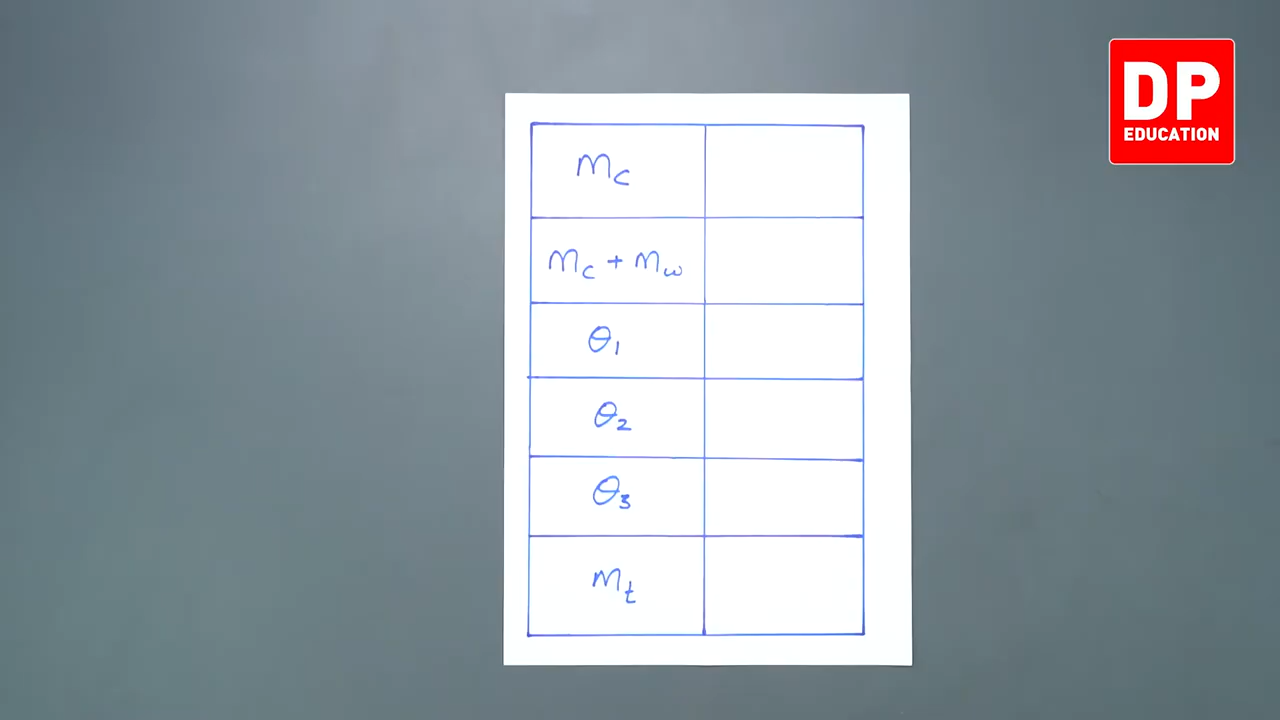 DP
EDUCATION
mc
mc + mw
θ1
θ2
θ3
mt